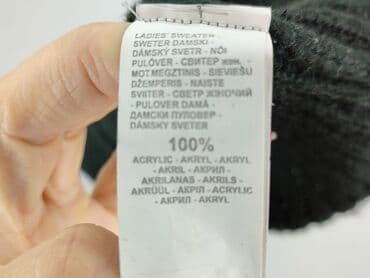 LADIES' SWEATER -
SWETER DAMSKI -
DÁMSKÝ SVETR - NŐI
PULÓVER - СВИТЕР ЖЕН. -
MOT.MEGZTINIS - SIEVIEŠU
DŽEMPERIS - NAISTE
SVIITER - СВЕТР ЖІНОЧИЙ
- PULOVER DAMĂ -
ДАМСКИ ПУЛОВЕР -
DÁMSKY SVETER
100%
ACRYLIC - AKRYL - AKRYL
- AKRIL - АКРИЛ -
AKRILANAS - AKRILS -
AKRÜÜL - АКРІЛ - ACRYLIC
- АКРИЛ - AKRYL